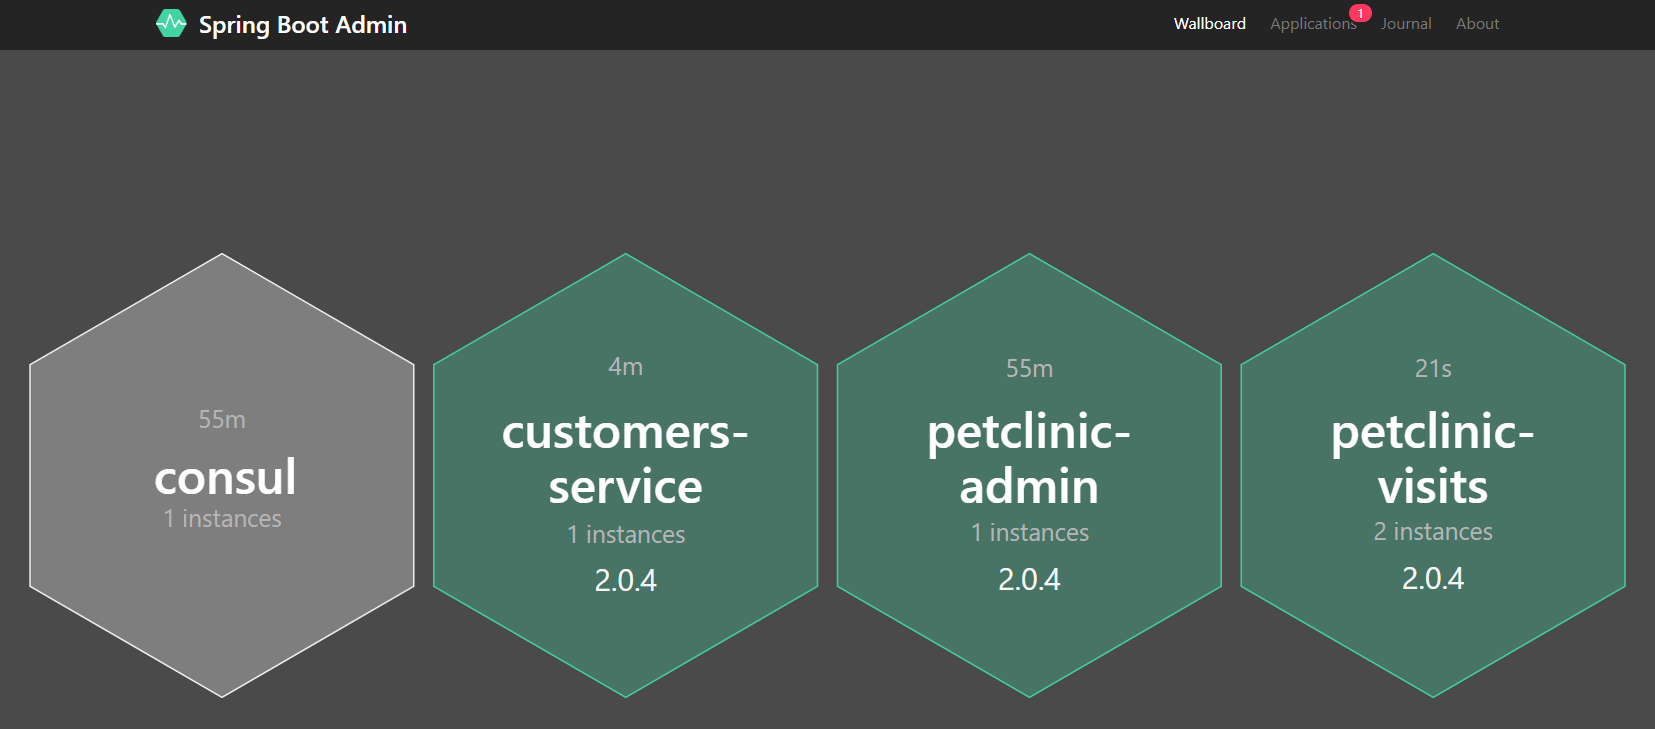 Spring Boot Admin
Wallboard Applications 1 Journal About
55m
consul
1 instances
4m
customers-
service
1 instances
2.0.4
55m
petclinic-
admin
1 instances
2.0.4
21s
petclinic-
visits
2 instances
2.0.4